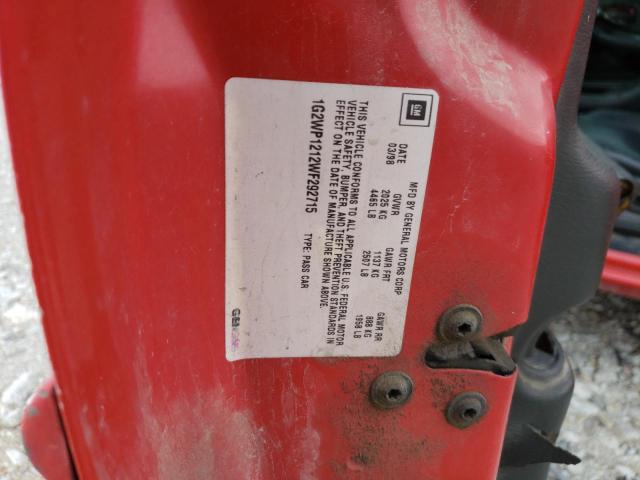 GM
MFD BY GENERAL MOTORS CORP
DATE GVWR GAWR FRT GAWR RR
03/98 2025 KG 1137 KG 888 KG
4465 LB 2507 LB 1958 LB
THIS VEHICLE CONFORMS TO ALL APPLICABLE U.S. FEDERAL MOTOR
VEHICLE SAFETY, BUMPER, AND THEFT PREVENTION STANDARDS IN
EFFECT ON THE DATE OF MANUFACTURE SHOWN ABOVE.
1G2WP1212WF292715 TYPE: PASS CAR